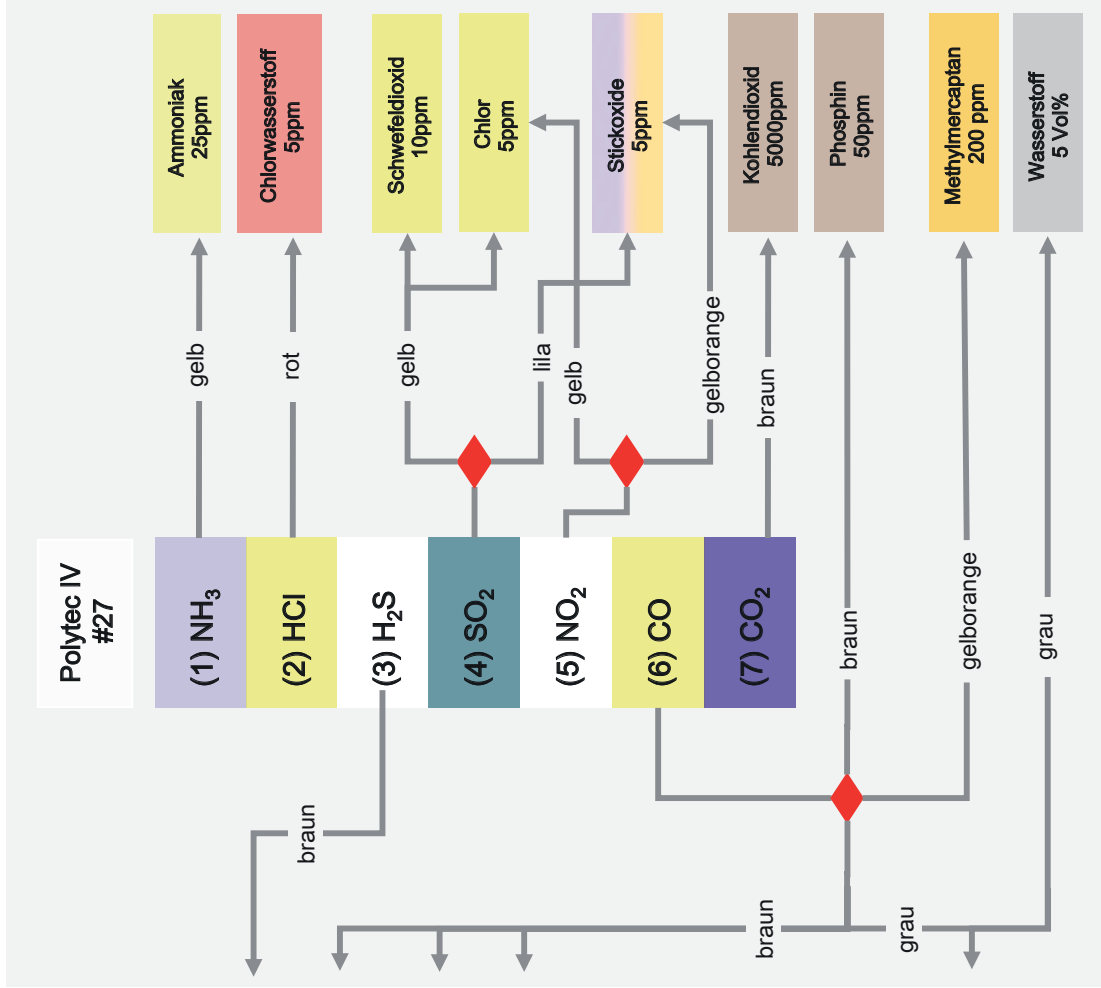 Polytec IV
#27
(1) NH₃
(2) HCl
(3) H₂S
(4) SO₂
(5) NO₂
(6) CO
(7) CO₂
gelb
rot
gelb
lila
gelb
gelborange
braun
braun
gelborange
grau
braun
braun
grau
Ammoniak
25ppm
Chlorwasserstoff
5ppm
Schwefeldioxid
10ppm
Chlor
5ppm
Stickoxide
5ppm
Kohlendioxid
5000ppm
Phosphin
50ppm
Methylmercaptan
200 ppm
Wasserstoff
5 Vol%